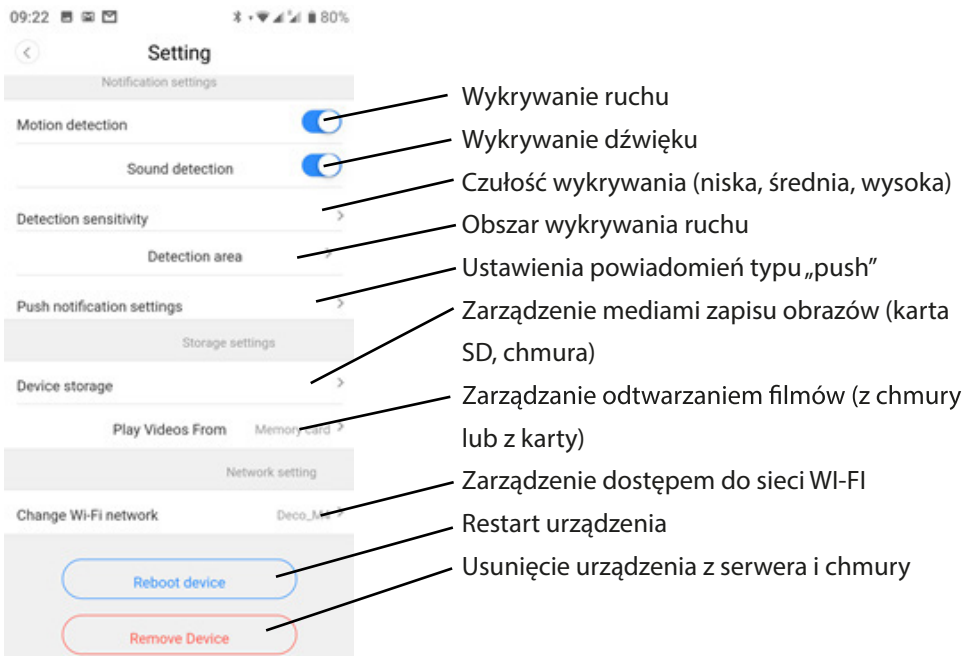 09:22
80%
Setting
Notification settings
Motion detection
Sound detection
Detection sensitivity
Detection area
Push notification settings
Storage settings
Device storage
Play Videos From Memory card
Network setting
Change Wi-Fi network Deco_M4
Reboot device
Remove Device
Wykrywanie ruchu
Wykrywanie dźwięku
Czułość wykrywania (niska, średnia, wysoka)
Obszar wykrywania ruchu
Ustawienia powiadomień typu „push”
Zarządzenie mediami zapisu obrazów (karta
SD, chmura)
Zarządzanie odtwarzaniem filmów (z chmury
lub z karty)
Zarządzenie dostępem do sieci WI-FI
Restart urządzenia
Usunięcie urządzenia z serwera i chmury